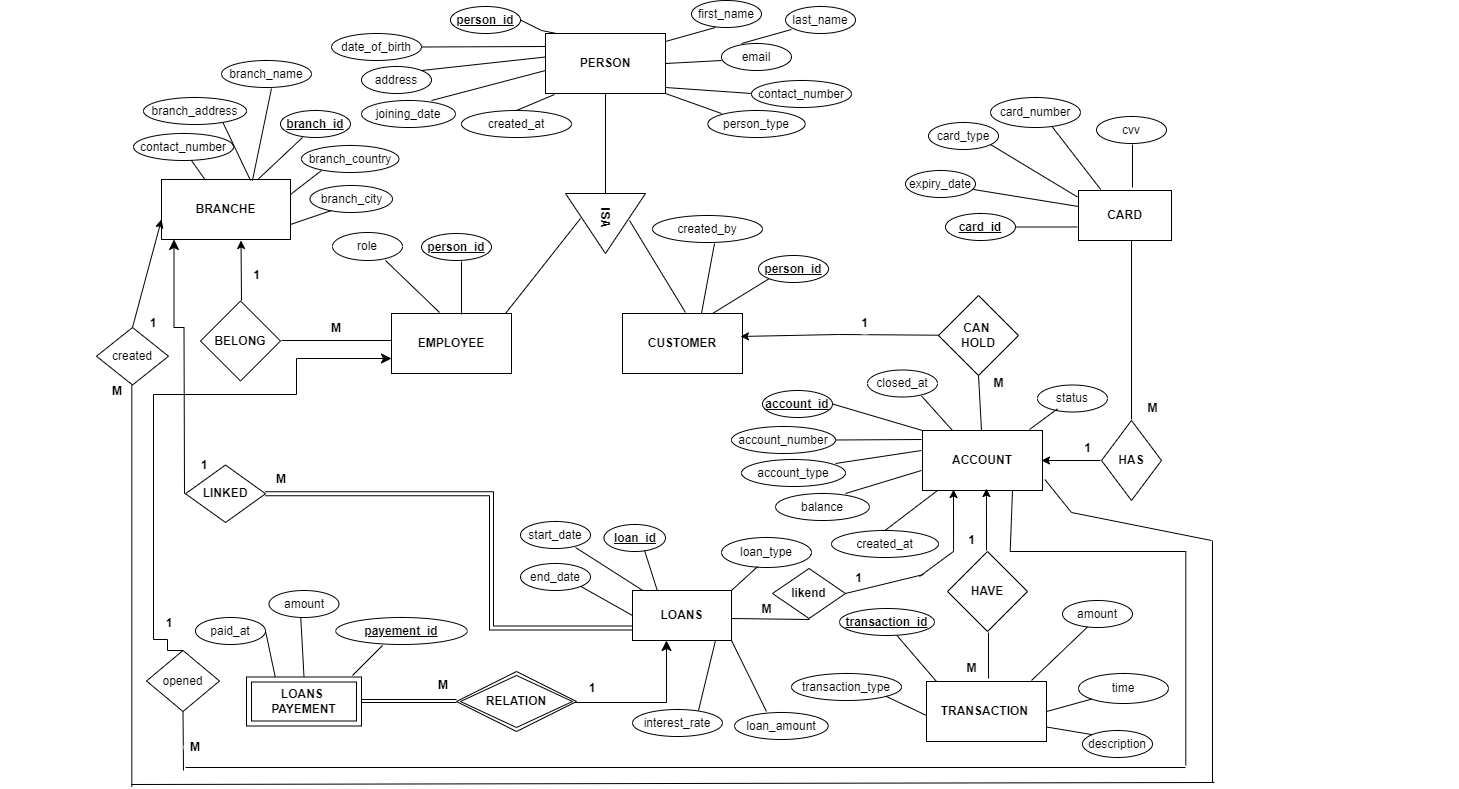 person_id
first_name
last_name
date_of_birth
PERSON
email
address
branch_name
contact_number
joining_date
created_at
person_type
branch_address
branch_id
card_number
cvv
card_type
contact_number
branch_country
expiry_date
branch_city
BRANCHE
ISA
CARD
card_id
created_by
role
person_id
person_id
1
1
1
BELONG
M
EMPLOYEE
CUSTOMER
CAN
HOLD
created
M
closed_at
M
status
account_id
M
account_number
1
ACCOUNT
HAS
account_type
1
M
LINKED
balance
start_date
loan_id
created_at
1
loan_type
end_date
1
likend
HAVE
amount
M
LOANS
transaction_id
amount
1
paid_at
payement_id
M
opened
transaction_type
time
LOANS
PAYEMENT
M
RELATION
1
TRANSACTION
interest_rate
loan_amount
description
M